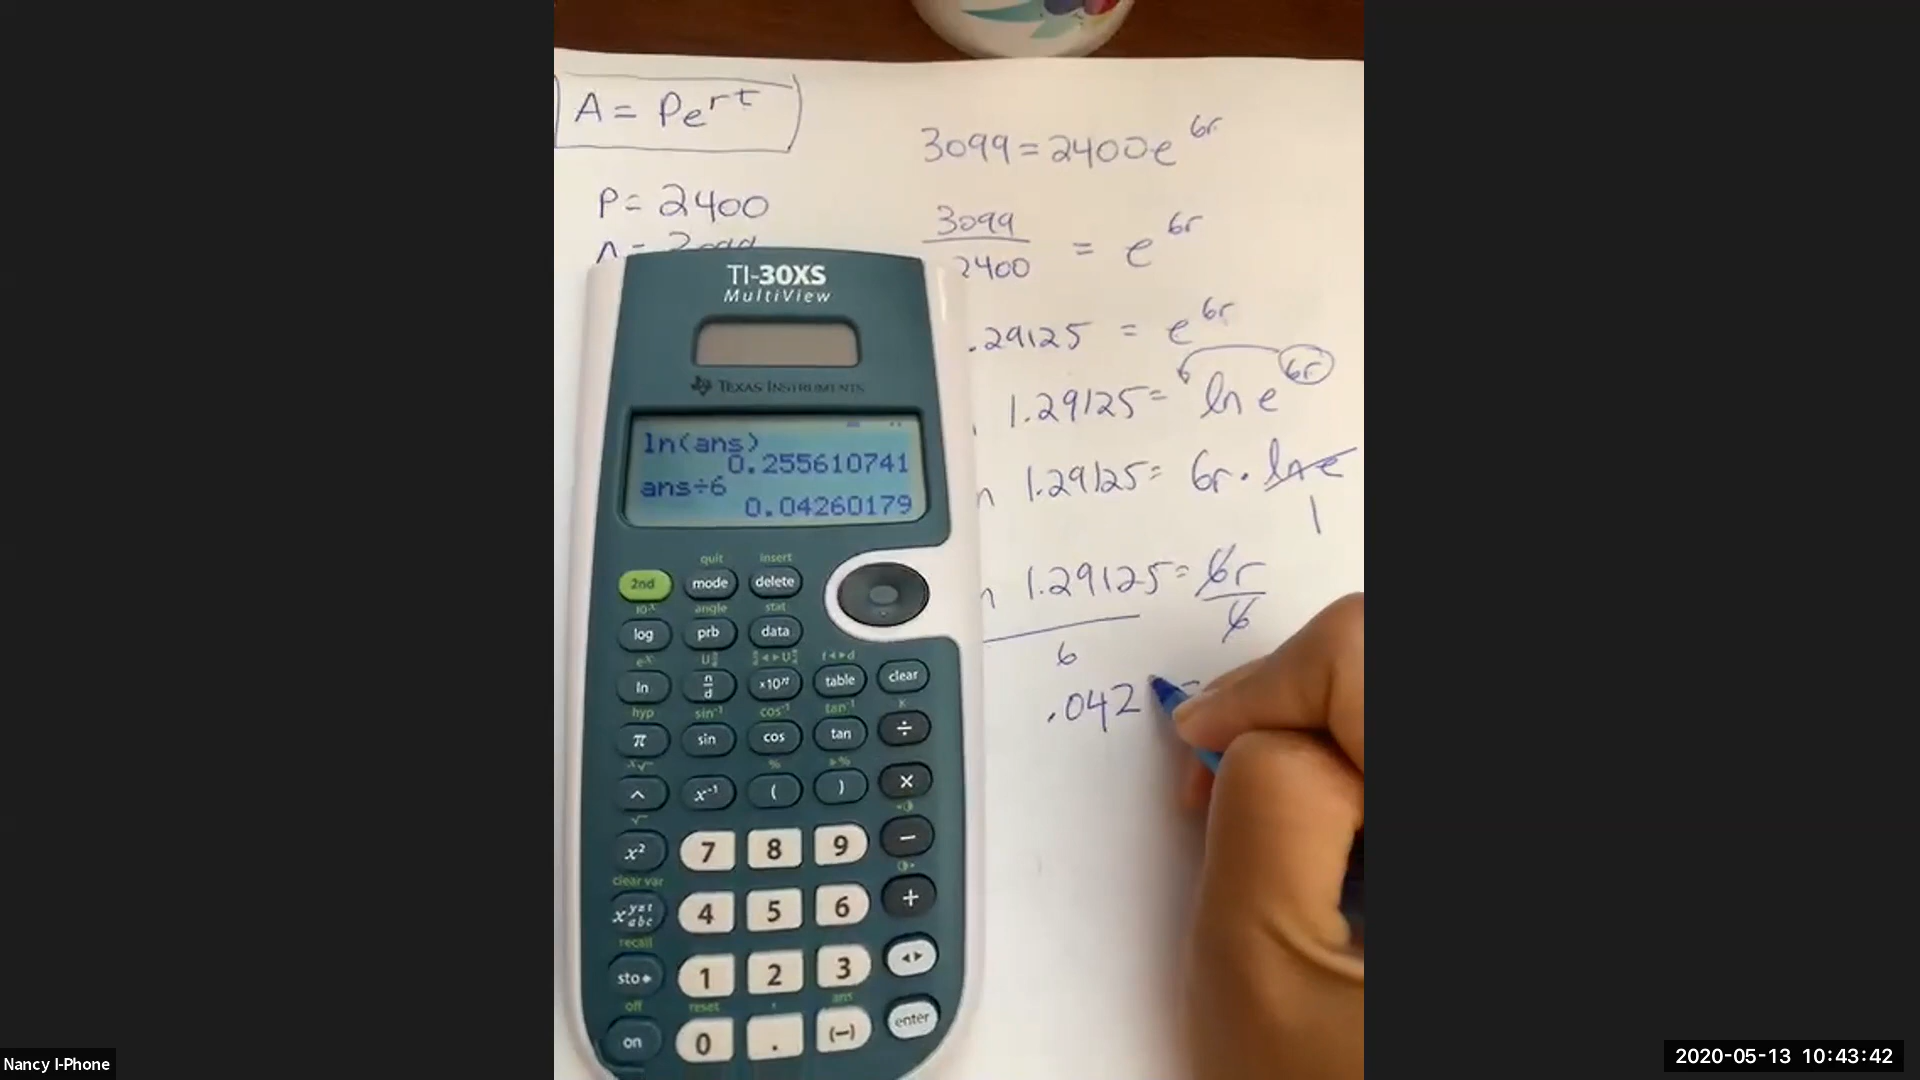 A = Pe^rt
P = 2400
3099 = 2400e^6r
3099
2400
= e^6r
.29125 = e^6r
1.29125 = ln e^6r
1.29125 = 6r . ln e
1
1.29125 = 6r
6
6
.042 =
TI-30XS
MultiView
TEXAS INSTRUMENTS
ln(ans)
0.255610741
ans÷6
0.04260179
quit insert
2nd mode delete
angle stat
log prb data
ln n/d ×10ⁿ table clear
hyp sin⁻¹ cos⁻¹ tan⁻¹
π sin cos tan ÷
^ x⁻¹ ( ) ×
x² 7 8 9 −
clear var
x yzt abc 4 5 6 +
recall
sto 1 2 3
off reset ans
on 0 . (−) enter
Nancy I-Phone
2020-05-13 10:43:42